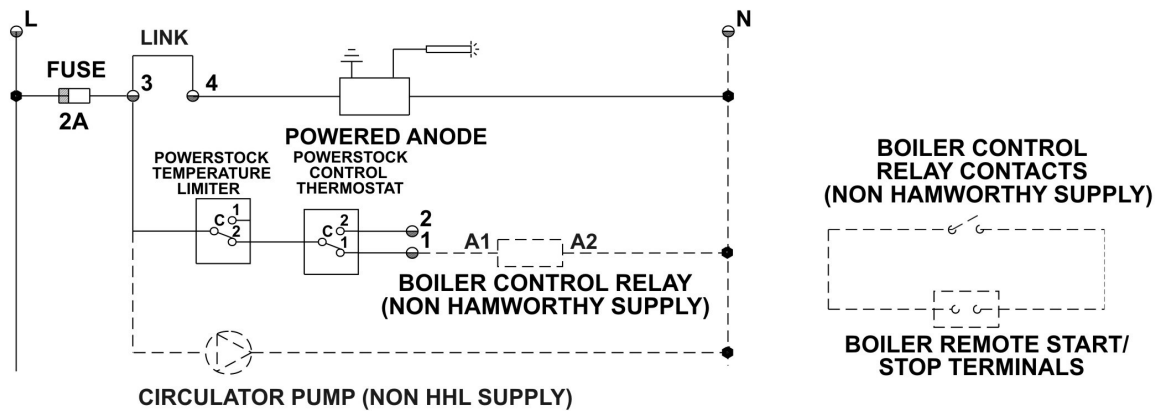 L
N
LINK
FUSE
3
4
2A
POWERED ANODE
POWERSTOCK
TEMPERATURE
LIMITER
POWERSTOCK
CONTROL
THERMOSTAT
C 1
2
C 2
1
2
1
A1
A2
BOILER CONTROL RELAY
(NON HAMWORTHY SUPPLY)
CIRCULATOR PUMP (NON HHL SUPPLY)
BOILER CONTROL
RELAY CONTACTS
(NON HAMWORTHY SUPPLY)
BOILER REMOTE START/
STOP TERMINALS